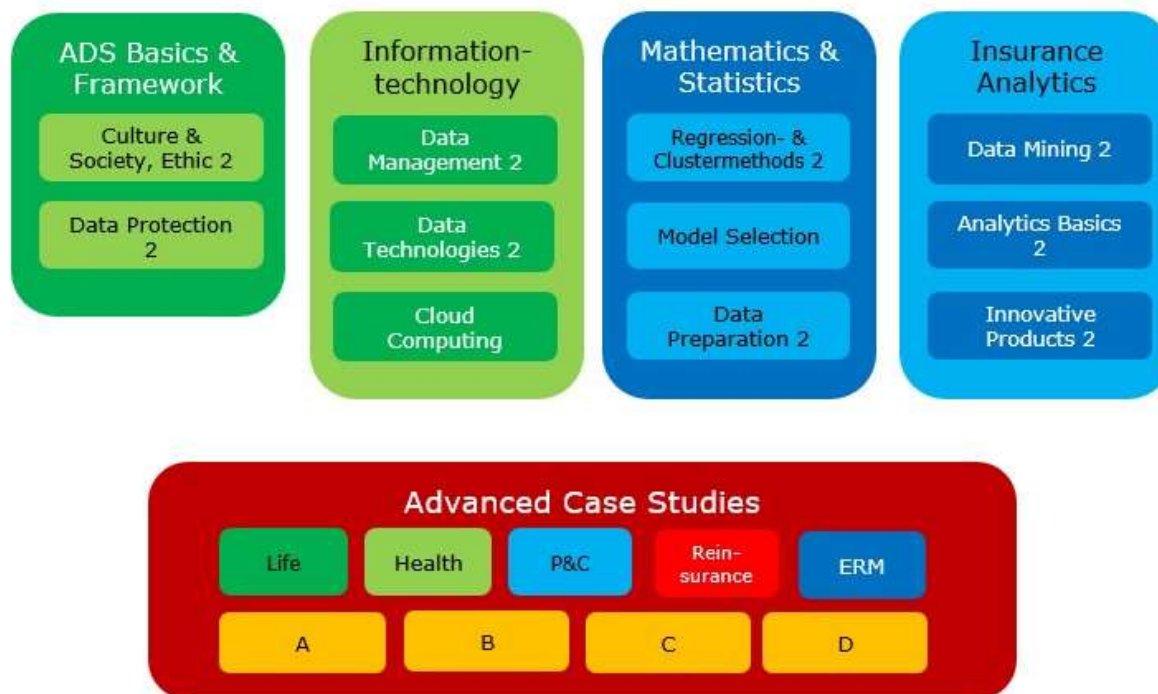 ADS Basics &
Framework
Culture &
Society, Ethic 2
Data Protection
2
Information-
technology
Data
Management 2
Data
Technologies 2
Cloud
Computing
Mathematics &
Statistics
Regression- &
Clustermethods 2
Model Selection
Data
Preparation 2
Insurance
Analytics
Data Mining 2
Analytics Basics
2
Innovative
Products 2
Advanced Case Studies
Life
Health
P&C
Rein-
surance
ERM
A
B
C
D